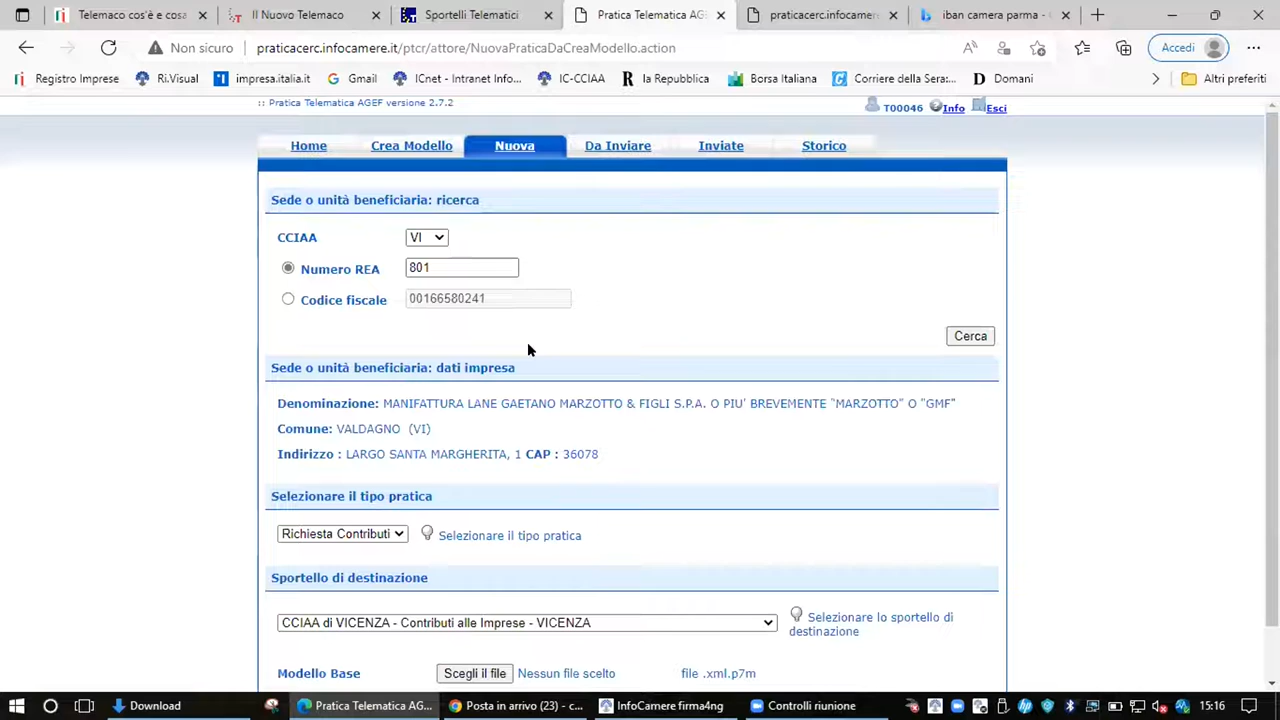 Telemaco cos'è e cosa
Il Nuovo Telemaco
Sportelli Telematici
Pratica Telematica AGEF
praticacerc.infocamere
iban camera parma -
Non sicuro
praticacerc.infocamere.it/ptcr/attore/NuovaPraticaDaCreaModello.action
Accedi
Registro Imprese
Ri.Visual
impresa.italia.it
Gmail
ICnet - Intranet Info...
IC-CCIAA
la Repubblica
Borsa Italiana
Corriere della Sera:...
Domani
Altri preferiti
:: Pratica Telematica AGEF versione 2.7.2
T00046 Info Esci
Home Crea Modello Nuova Da Inviare Inviate Storico
Sede o unità beneficiaria: ricerca
CCIAA VI
Numero REA 801
Codice fiscale 00166580241
Cerca
Sede o unità beneficiaria: dati impresa
Denominazione: MANIFATTURA LANE GAETANO MARZOTTO & FIGLI S.P.A. O PIU' BREVEMENTE "MARZOTTO" O "GMF"
Comune: VALDAGNO (VI)
Indirizzo : LARGO SANTA MARGHERITA, 1 CAP : 36078
Selezionare il tipo pratica
Richiesta Contributi Selezionare il tipo pratica
Sportello di destinazione
CCIAA di VICENZA - Contributi alle Imprese - VICENZA Selezionare lo sportello di
destinazione
Modello Base Scegli il file Nessun file scelto file .xml.p7m
Download
Pratica Telematica AG...
Posta in arrivo (23) - c...
InfoCamere firma4ng
Controlli riunione
15:16